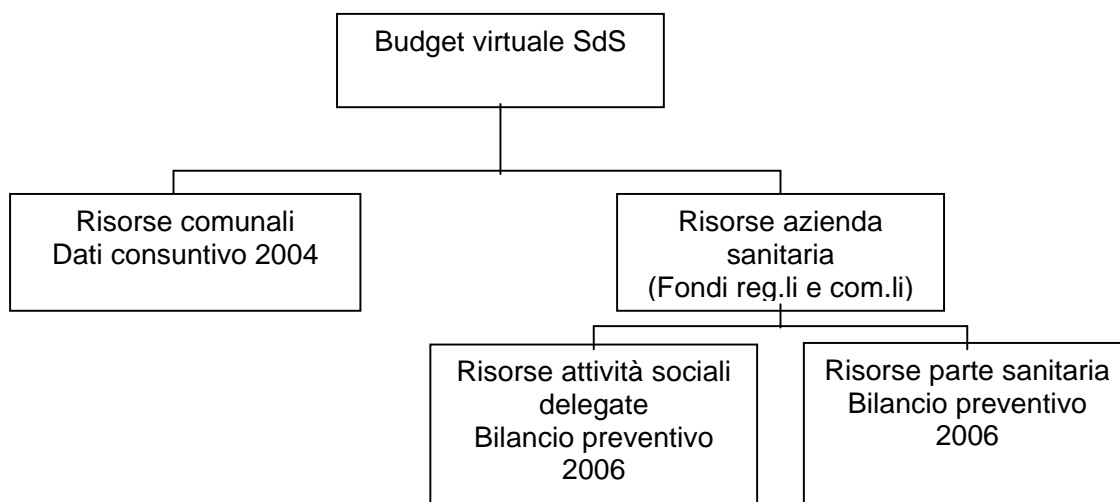 Budget virtuale SdS
Risorse comunali
Dati consuntivo 2004
Risorse azienda
sanitaria
(Fondi reg.li e com.li)
Risorse attività sociali
delegate
Bilancio preventivo
2006
Risorse parte sanitaria
Bilancio preventivo
2006